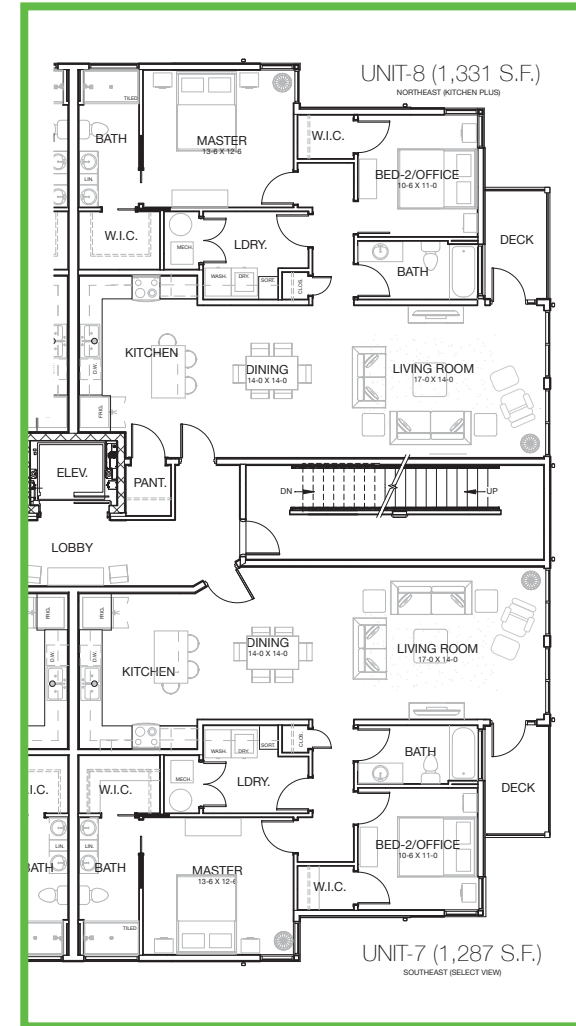 UNIT-8 (1,331 S.F.)
NORTHEAST (KITCHEN PLUS)
TILED
BATH
MASTER
13-6 X 12-6
W.I.C.
LIN.
BED-2/OFFICE
10-6 X 11-0
W.I.C.
MECH.
LDRY.
DECK
WASH.
DRY.
SORT.
CLOS.
BATH
KITCHEN
D.W.
DINING
14-0 X 14-0
LIVING ROOM
17-0 X 14-0
FRIG.
ELEV.
PANT.
DN
UP
LOBBY
FRIG.
FRIG.
D.W.
D.W.
KITCHEN
DINING
14-0 X 14-0
LIVING ROOM
17-0 X 14-0
WASH.
DRY.
SORT.
CLOS.
BATH
MECH.
LDRY.
DECK
.I.C.
W.I.C.
LIN.
LIN.
BATH
BATH
MASTER
13-6 X 12-6
BED-2/OFFICE
10-6 X 11-0
W.I.C.
TILED
UNIT-7 (1,287 S.F.)
SOUTHEAST (SELECT VIEW)